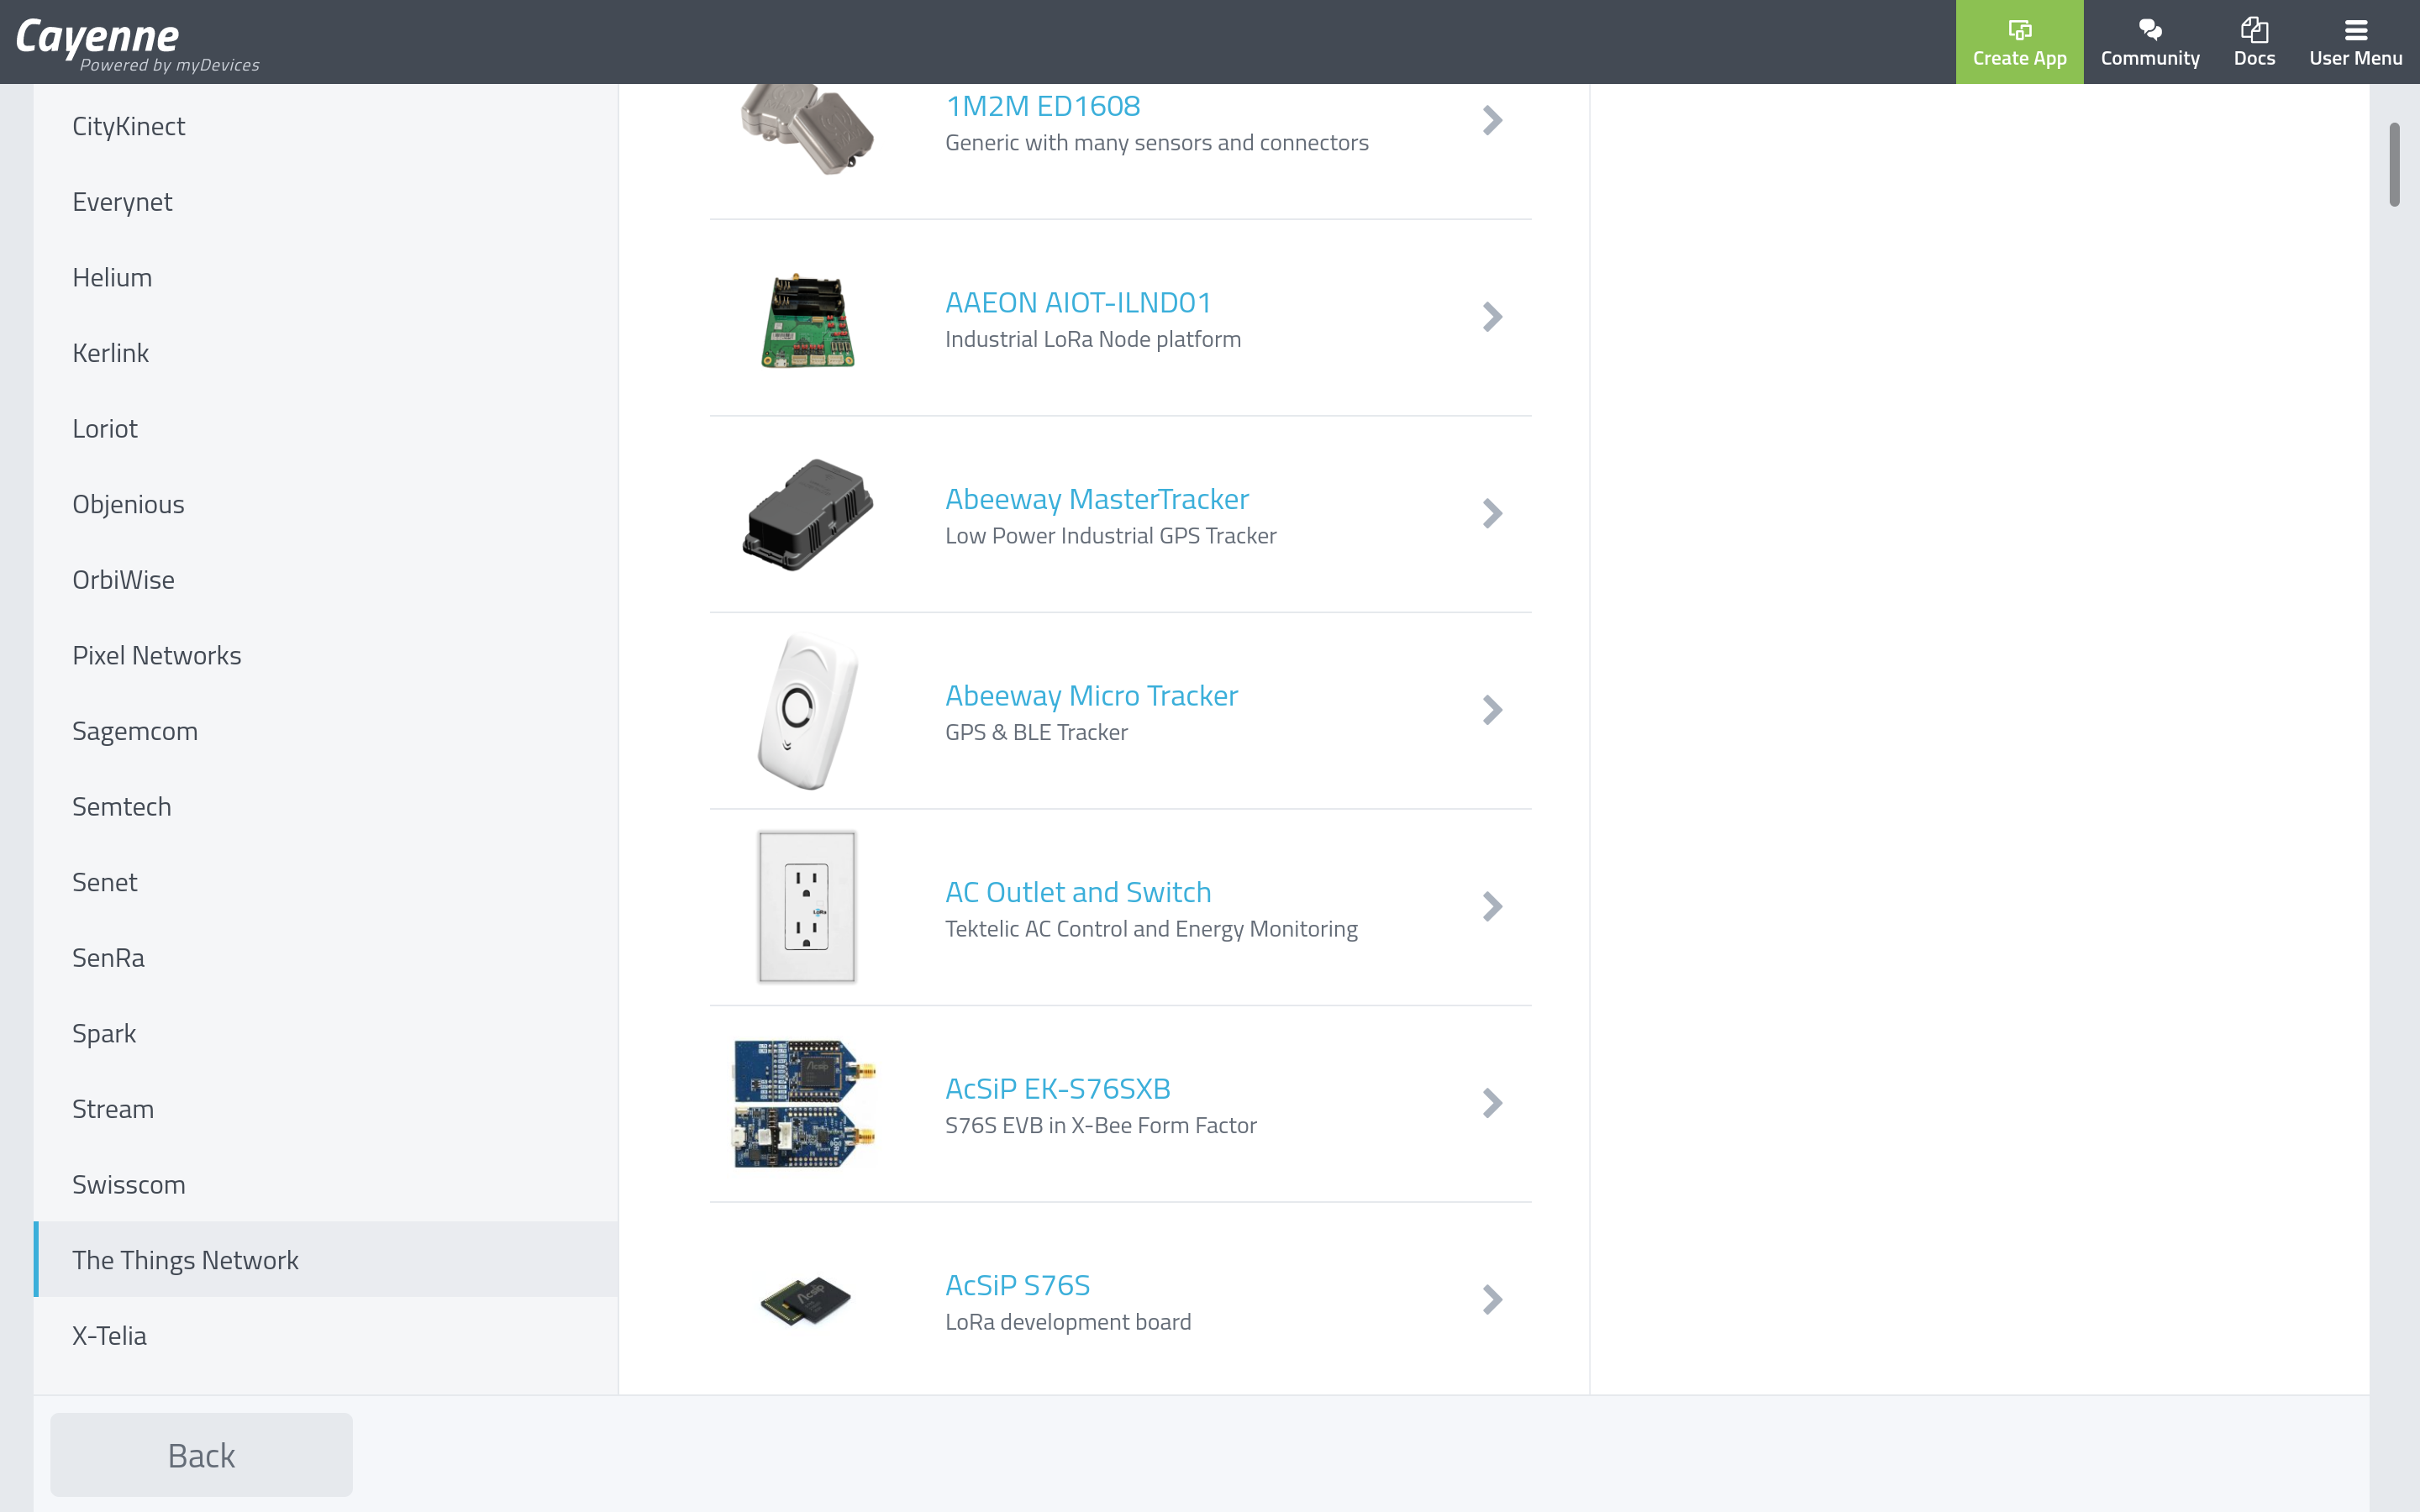 Cayenne
Powered by myDevices
Create App
Community
Docs
User Menu
CityKinect
Everynet
Helium
Kerlink
Loriot
Objenious
OrbiWise
Pixel Networks
Sagemcom
Semtech
Senet
SenRa
Spark
Stream
Swisscom
The Things Network
X-Telia
1M2M ED1608
Generic with many sensors and connectors
AAEON AIOT-ILND01
Industrial LoRa Node platform
Abeeway MasterTracker
Low Power Industrial GPS Tracker
Abeeway Micro Tracker
GPS & BLE Tracker
AC Outlet and Switch
Tektelic AC Control and Energy Monitoring
AcSiP EK-S76SXB
S76S EVB in X-Bee Form Factor
AcSiP S76S
LoRa development board
Back